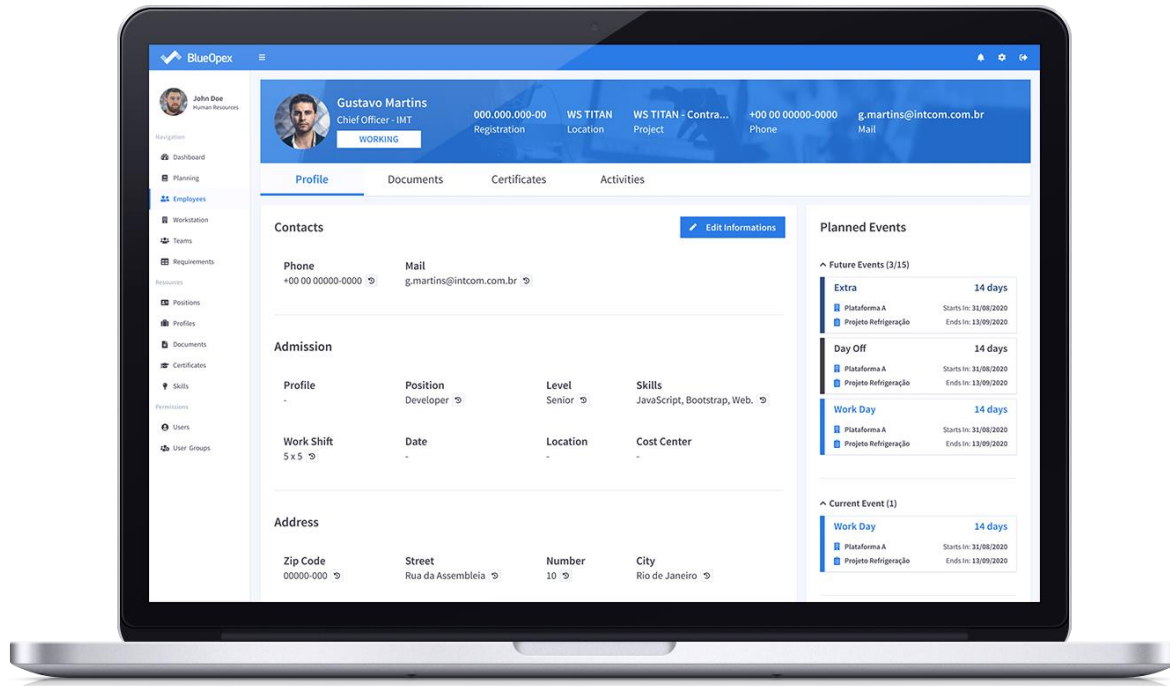 BlueOpex
John Doe
Human Resources
Navigation
Dashboard
Planning
Employees
Workstation
Teams
Requirements
Resources
Positions
Profiles
Documents
Certificates
Skills
Permissions
Users
User Groups
Gustavo Martins
Chief Officer - IMT
WORKING
000.000.000-00
Registration
WS TITAN
Location
WS TITAN - Contra...
Project
+00 00 00000-0000
Phone
g.martins@intcom.com.br
Mail
Profile Documents Certificates Activities
Contacts
Edit Informations
Phone Mail
+00 00 00000-0000 g.martins@intcom.com.br
Admission
Profile Position Level Skills
- Developer Senior JavaScript, Bootstrap, Web.
Work Shift Date Location Cost Center
5 x 5 - - -
Address
Zip Code Street Number City
00000-000 Rua da Assembleia 10 Rio de Janeiro
Planned Events
Future Events (3/15)
Extra 14 days
Plataforma A Starts In: 31/08/2020
Projeto Refrigeração Ends In: 13/09/2020
Day Off 14 days
Plataforma A Starts In: 31/08/2020
Projeto Refrigeração Ends In: 13/09/2020
Work Day 14 days
Plataforma A Starts In: 31/08/2020
Projeto Refrigeração Ends In: 13/09/2020
Current Event (1)
Work Day 14 days
Plataforma A Starts In: 31/08/2020
Projeto Refrigeração Ends In: 13/09/2020